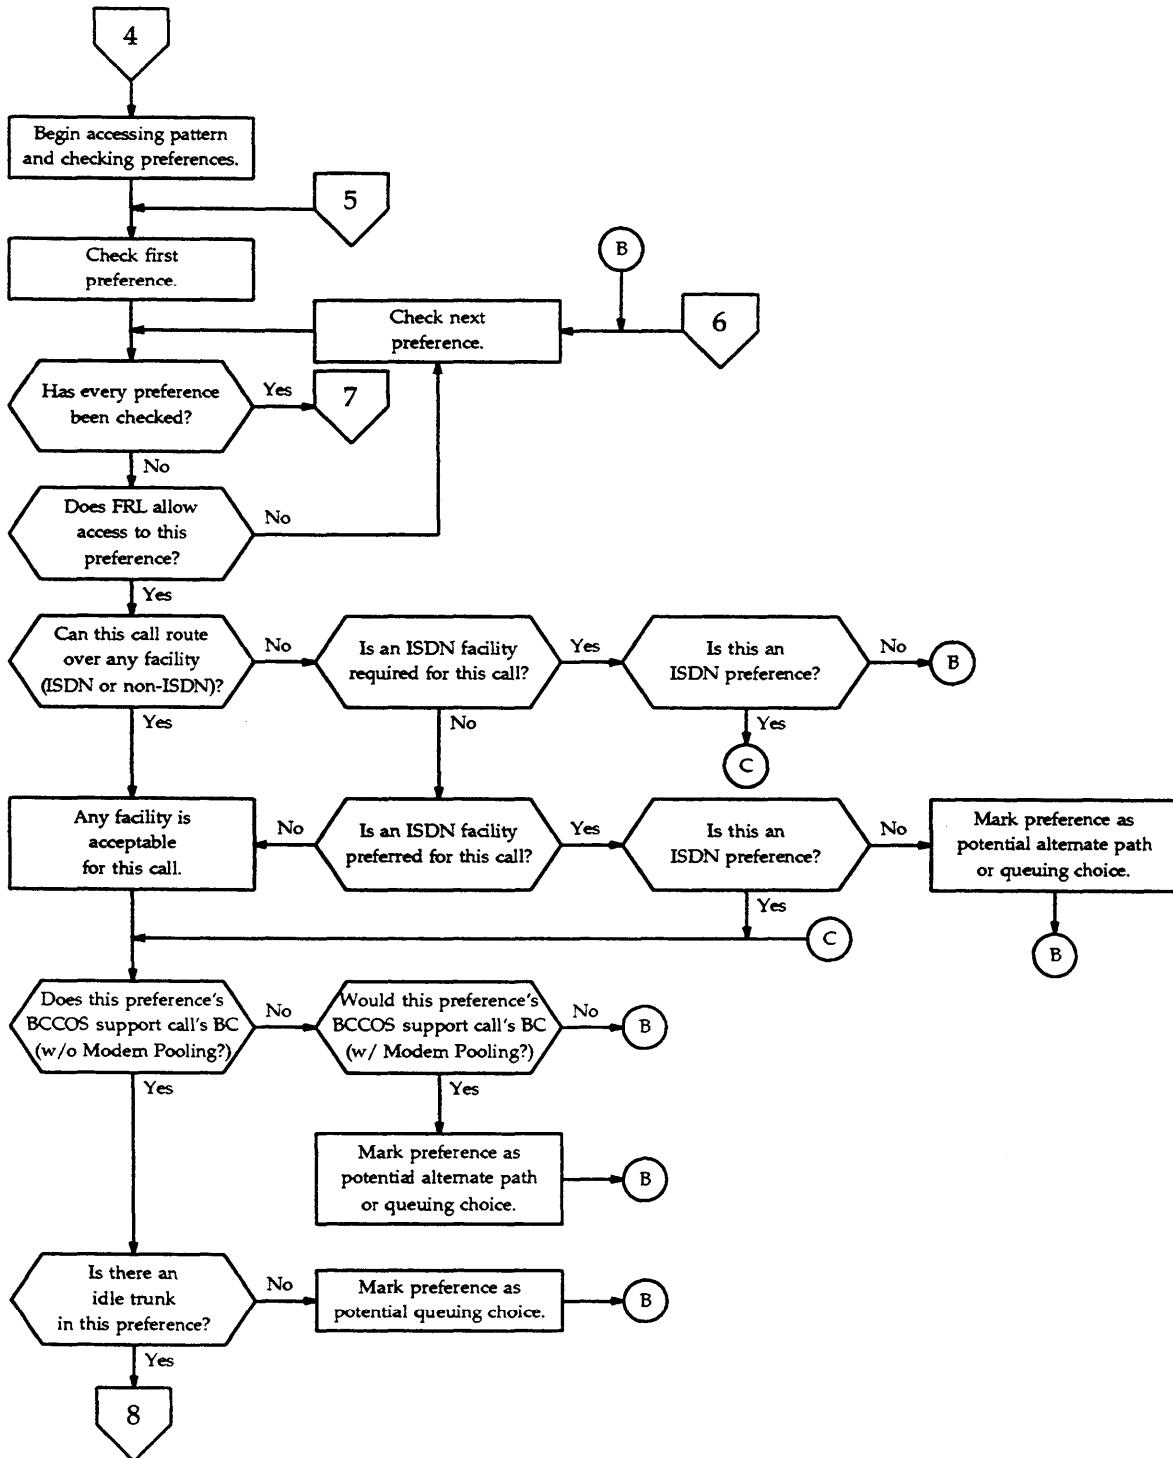 4
Begin accessing pattern
and checking preferences.
5
Check first
preference.
B
Check next
preference.
6
Has every preference
been checked?
Yes
7
No
Does FRL allow
access to this
preference?
No
Yes
Can this call route
over any facility
(ISDN or non-ISDN)?
No
Is an ISDN facility
required for this call?
Yes
Is this an
ISDN preference?
No
B
Yes
No
Yes
C
Any facility is
acceptable
for this call.
No
Is an ISDN facility
preferred for this call?
Yes
Is this an
ISDN preference?
No
Mark preference as
potential alternate path
or queuing choice.
Yes
C
B
Does this preference's
BCCOS support call's BC
(w/o Modem Pooling?)
No
Would this preference's
BCCOS support call's BC
(w/ Modem Pooling?)
No
B
Yes
Yes
Mark preference as
potential alternate path
or queuing choice.
B
Is there an
idle trunk
in this preference?
No
Mark preference as
potential queuing choice.
B
Yes
8